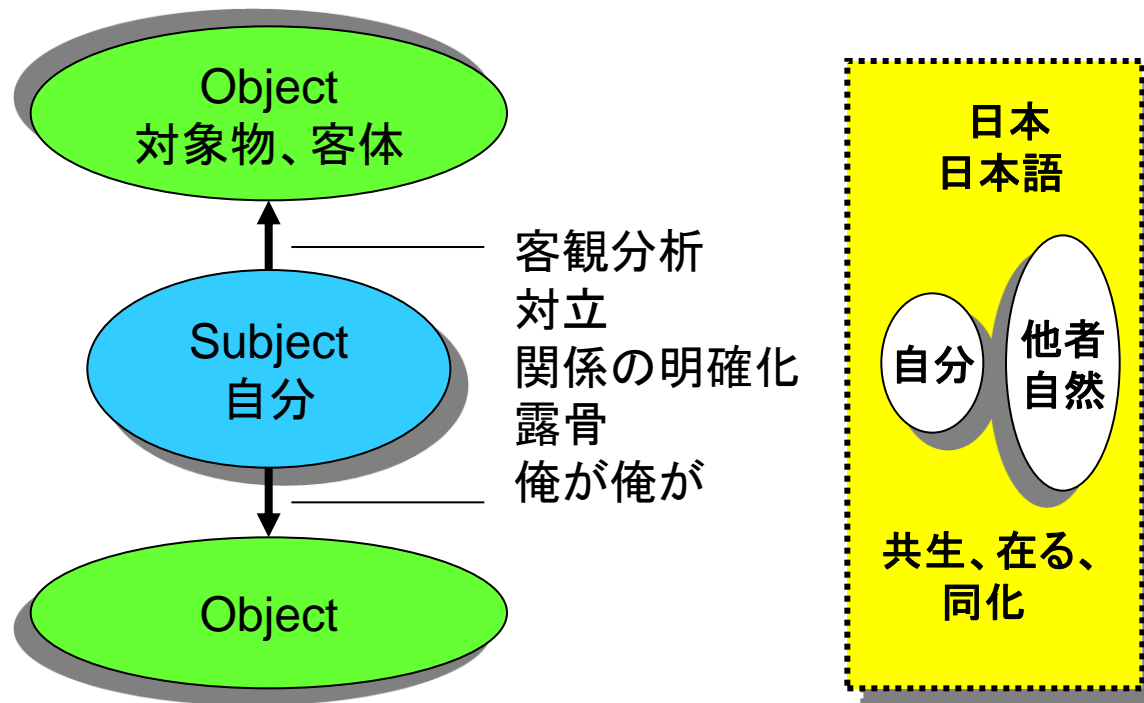 Object
対象物、客体
客観分析
対立
関係の明確化
露骨
俺が俺が
Subject
自分
Object
日本
日本語
自分
他者
自然
共生、在る、
同化